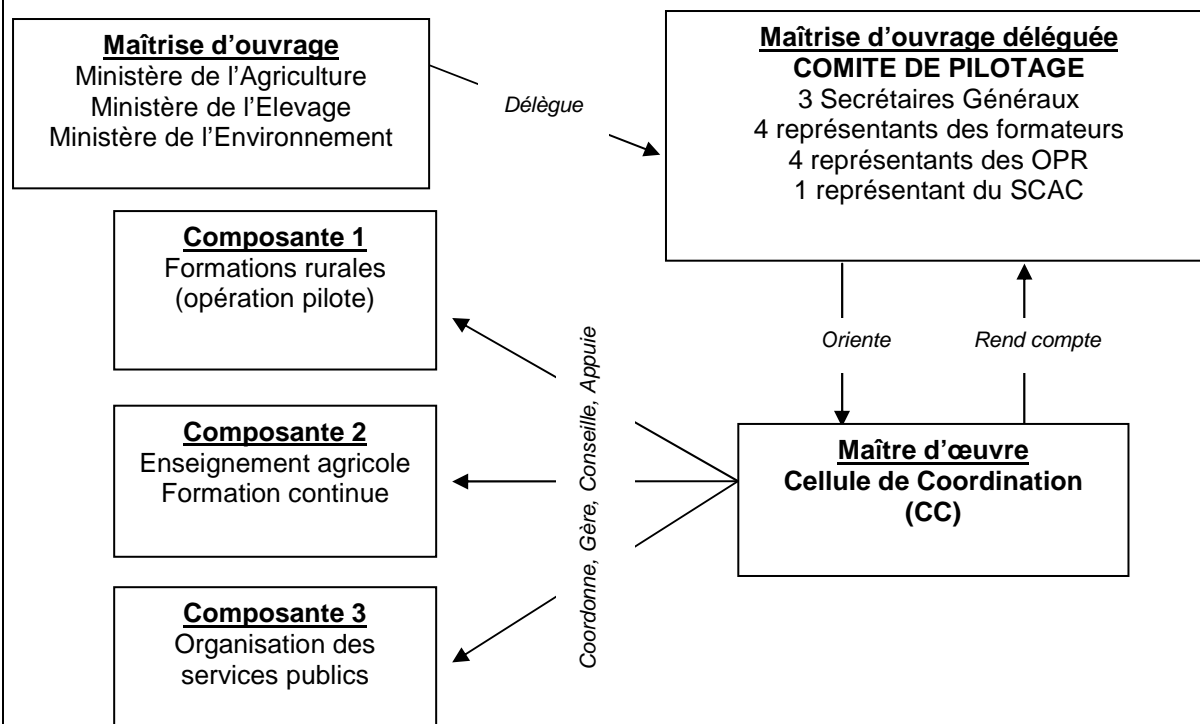 Maîtrise d'ouvrage
Ministère de l'Agriculture
Ministère de l'Elevage
Ministère de l'Environnement
Délègue
Maîtrise d'ouvrage déléguée
COMITE DE PILOTAGE
3 Secrétaires Généraux
4 représentants des formateurs
4 représentants des OPR
1 représentant du SCAC
Composante 1
Formations rurales
(opération pilote)
Oriente
Rend compte
Coordonne, Gère, Conseille, Appuie
Composante 2
Enseignement agricole
Formation continue
Maître d'œuvre
Cellule de Coordination
(CC)
Composante 3
Organisation des
services publics